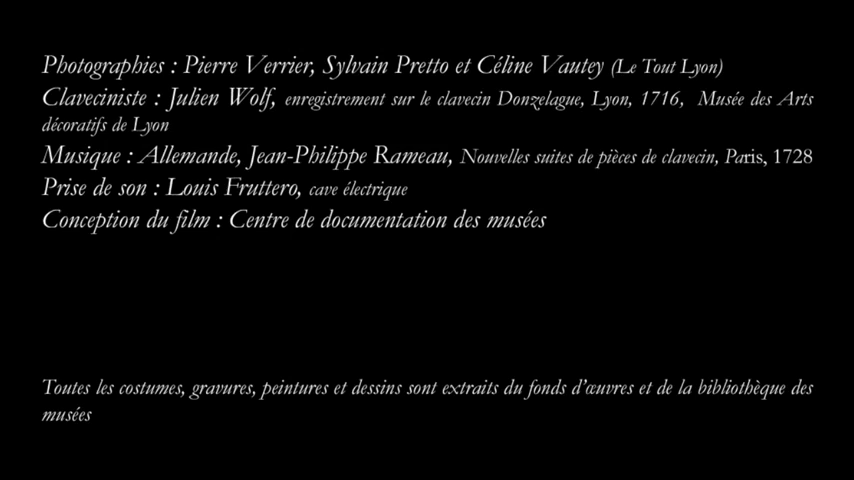 Photographies : Pierre Verrier, Sylvain Pretto et Céline Vautey (Le Tout Lyon)
Claveciniste : Julien Wolf, enregistrement sur le clavecin Donzelague, Lyon, 1716, Musée des Arts
décoratifs de Lyon
Musique : Allemande, Jean-Philippe Rameau, Nouvelles suites de pièces de clavecin, Paris, 1728
Prise de son : Louis Fruttero, cave électrique
Conception du film : Centre de documentation des musées
Toutes les costumes, gravures, peintures et dessins sont extraits du fonds d'œuvres et de la bibliothèque des
musées